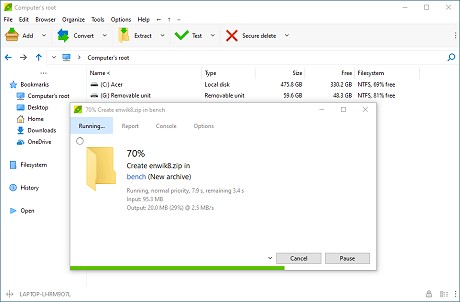 Computer's root
File Edit Browser Organize Tools Options Help
Add Convert Extract Test Secure delete
Computer's root
Name < Type Size Free Filesystem
(C:) Acer Local disk 475.8 GB 330.2 GB NTFS, 69% free
(G:) Removable unit Removable unit 59.6 GB 48.3 GB NTFS, 81% free
Bookmarks
Computer's root
Desktop
Home
Downloads
OneDrive
Filesystem
History
Open
70% Create enwik8.zip in bench
Running... Report Console Options
70%
Create enwik8.zip in
bench (New archive)
Running, normal priority, 7.9 s, remaining 3.4 s
Input: 95.3 MB
Output: 20.0 MB (29%) @ 2.5 MB/s
Cancel Pause
LAPTOP-LHRMBO7L